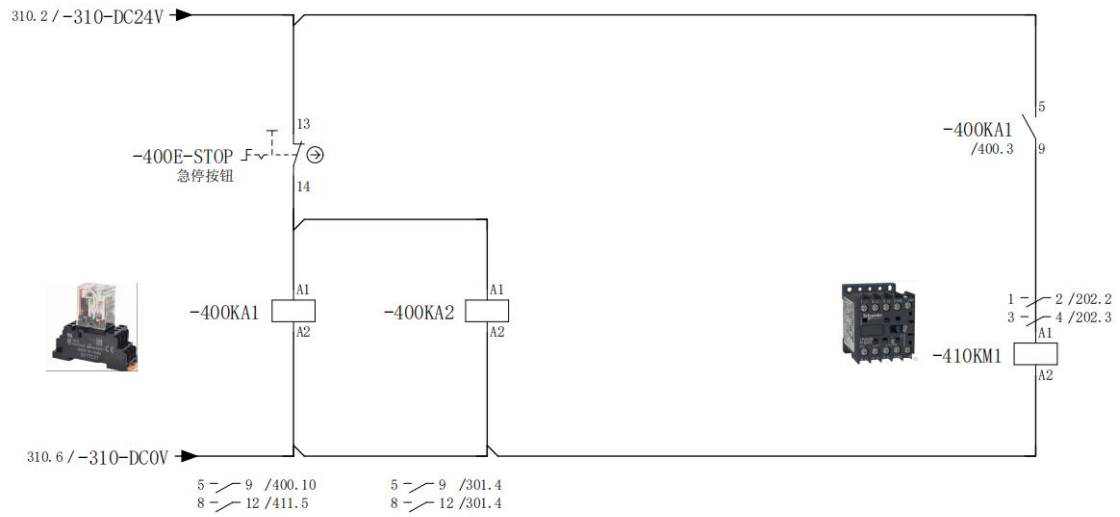 310.2 / -310-DC24V
13
-400E-STOP
急停按钮
14
5
-400KA1
/400.3
9
A1
-400KA1
A2
A1
-400KA2
A2
1 2 /202.2
3 4 /202.3
A1
-410KM1
A2
310.6 / -310-DC0V
5 9 /400.10
8 12 /411.5
5 9 /301.4
8 12 /301.4